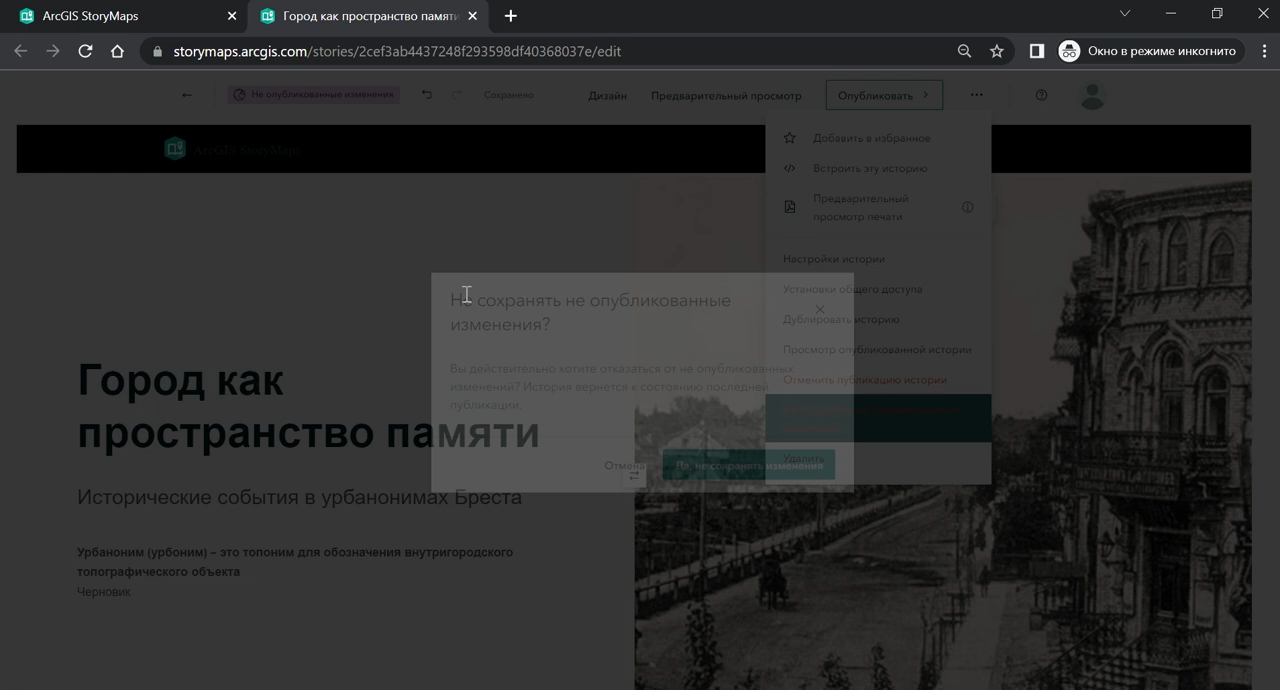 ArcGIS StoryMaps
Город как пространство памяти
storymaps.arcgis.com/stories/2cef3ab4437248f293598df40368037e/edit
Окно в режиме инкогнито
Не опубликованные изменения
Сохранено
Дизайн
Предварительный просмотр
Опубликовать
ArcGIS StoryMaps
Добавить в избранное
Встроить эту историю
Предварительный
просмотр печати
Настройки истории
Установки общего доступа
Дублировать историю
Просмотр опубликованной истории
Отменить публикацию истории
Удалить
Не сохранять не опубликованные
изменения?
Вы действительно хотите отказаться от не опубликованных
изменений? История вернется к состоянию последней
публикации.
Отмена
Да, не сохранять изменения
Город как
пространство памяти
Исторические события в урбанонимах Бреста
Урбаноним (урбоним) – это топоним для обозначения внутригородского
топографического объекта
Черновик